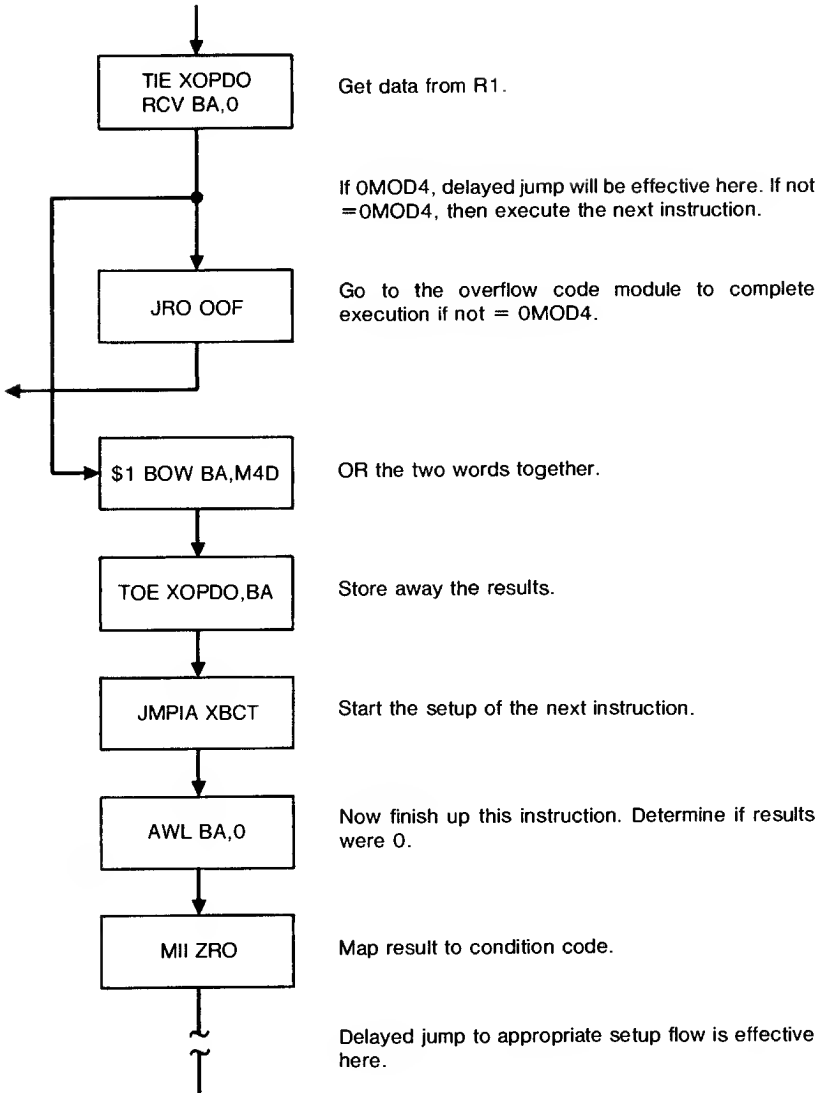 TIE XOPDO
RCV BA,0
Get data from R1.
If 0MOD4, delayed jump will be effective here. If not
=0MOD4, then execute the next instruction.
JRO OOF
Go to the overflow code module to complete
execution if not = 0MOD4.
$1 BOW BA,M4D
OR the two words together.
TOE XOPDO,BA
Store away the results.
JMPIA XBCT
Start the setup of the next instruction.
AWL BA,0
Now finish up this instruction. Determine if results
were 0.
MII ZRO
Map result to condition code.
Delayed jump to appropriate setup flow is effective
here.